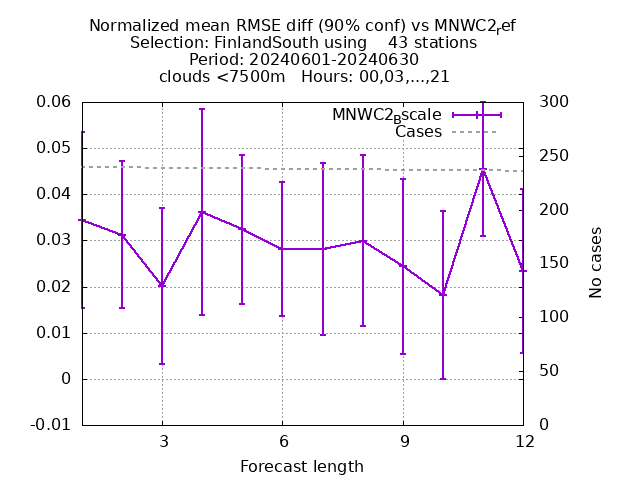 Normalized mean RMSE diff (90% conf) vs MNWC2ref
Selection: FinlandSouth using 43 stations
Period: 20240601-20240630
clouds <7500m Hours: 00,03,...,21
MNWC2Bscale
Cases
0.06
0.05
0.04
0.03
0.02
0.01
0
-0.01
300
250
200
150
100
50
0
No cases
3 6 9 12
Forecast length